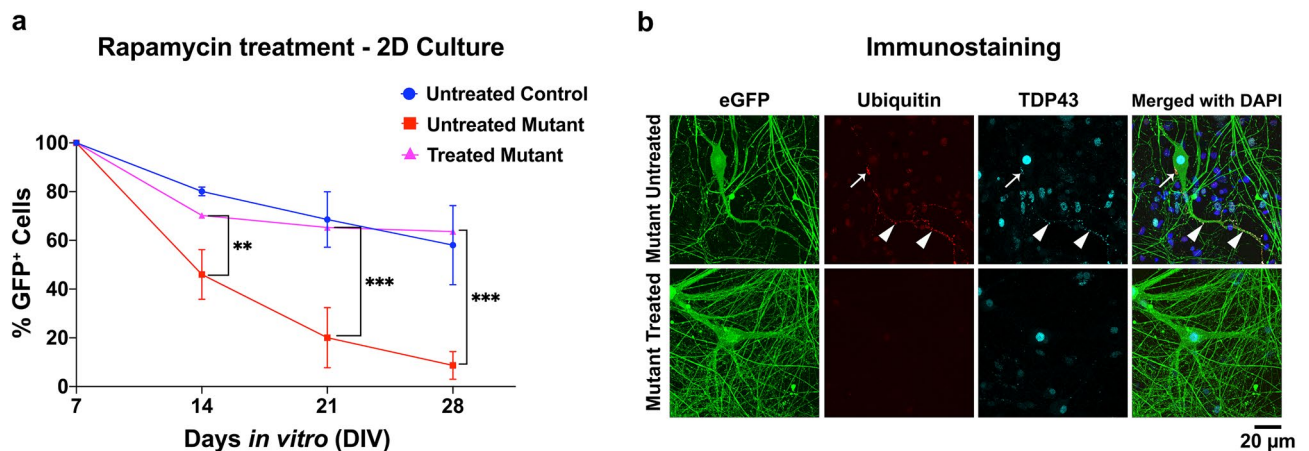 a
Rapamycin treatment - 2D Culture
Untreated Control
Untreated Mutant
Treated Mutant
% GFP+ Cells
100
80
60
40
20
0
**
***
***
7 14 21 28
Days in vitro (DIV)
b
Immunostaining
eGFP Ubiquitin TDP43 Merged with DAPI
Mutant Untreated
Mutant Treated
20 µm